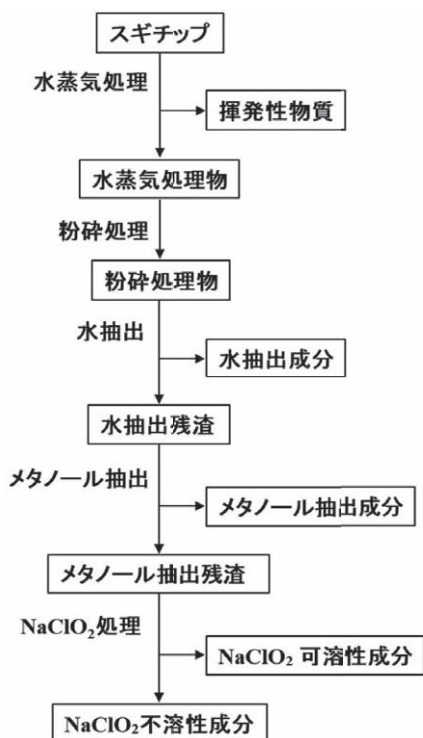 スギチップ
水蒸気処理
揮発性物質
水蒸気処理物
粉砕処理
粉砕処理物
水抽出
水抽出成分
水抽出残渣
メタノール抽出
メタノール抽出成分
メタノール抽出残渣
NaClO₂処理
NaClO₂ 可溶性成分
NaClO₂不溶性成分